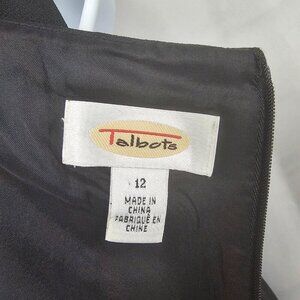 Talbots
12
MADE IN
CHINA
FABRIQUÉ EN
CHINE